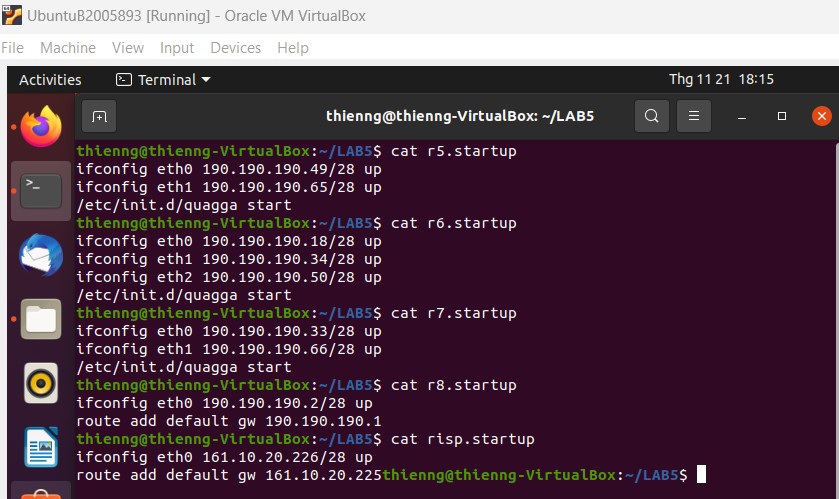 UbuntuB2005893 [Running] - Oracle VM VirtualBox
File Machine View Input Devices Help
Activities Terminal Thg 11 21 18:15
thienng@thienng-VirtualBox: ~/LAB5
thienng@thienng-VirtualBox:~/LAB5$ cat r5.startup
ifconfig eth0 190.190.190.49/28 up
ifconfig eth1 190.190.190.65/28 up
/etc/init.d/quagga start
thienng@thienng-VirtualBox:~/LAB5$ cat r6.startup
ifconfig eth0 190.190.190.18/28 up
ifconfig eth1 190.190.190.34/28 up
ifconfig eth2 190.190.190.50/28 up
/etc/init.d/quagga start
thienng@thienng-VirtualBox:~/LAB5$ cat r7.startup
ifconfig eth0 190.190.190.33/28 up
ifconfig eth1 190.190.190.66/28 up
/etc/init.d/quagga start
thienng@thienng-VirtualBox:~/LAB5$ cat r8.startup
ifconfig eth0 190.190.190.2/28 up
route add default gw 190.190.190.1
thienng@thienng-VirtualBox:~/LAB5$ cat risp.startup
ifconfig eth0 161.10.20.226/28 up
route add default gw 161.10.20.225thienng@thienng-VirtualBox:~/LAB5$